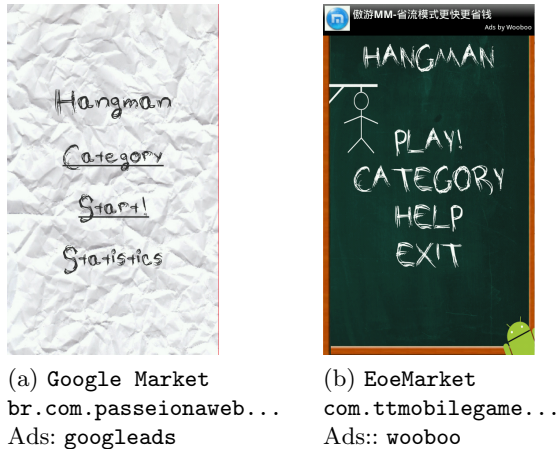 Hangman
Category
Start!
Statistics
(a) Google Market
br.com.passeionaweb...
Ads: googleads
傲游MM-省流模式更快更省钱
Ads by Wooboo
HANGMAN
PLAY!
CATEGORY
HELP
EXIT
(b) EoeMarket
com.ttmobilegame...
Ads:: wooboo